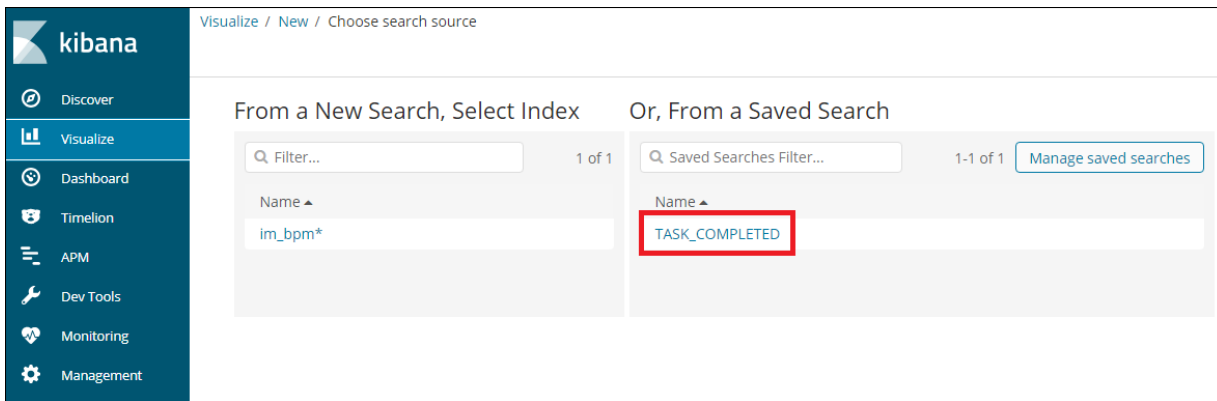 kibana
Discover
Visualize
Dashboard
Timelion
APM
Dev Tools
Monitoring
Management
Visualize / New / Choose search source
From a New Search, Select Index
Filter...
1 of 1
Name
im_bpm*
Or, From a Saved Search
Saved Searches Filter...
1-1 of 1
Manage saved searches
Name
TASK_COMPLETED